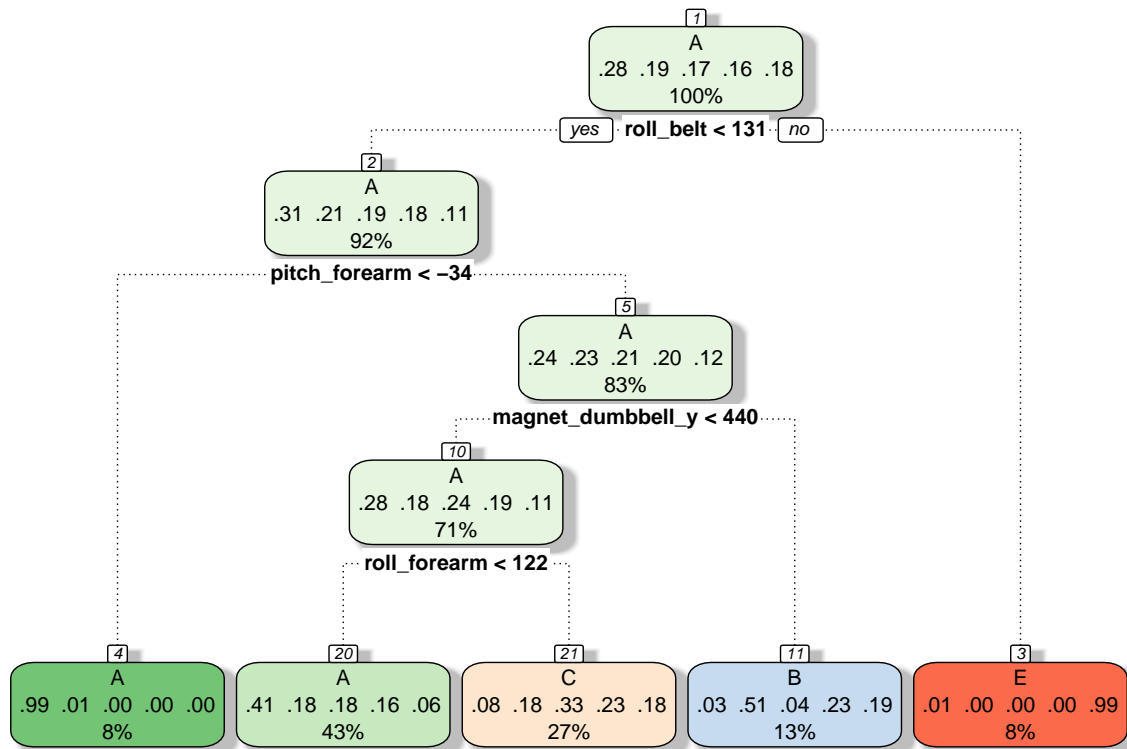 1
A
.28 .19 .17 .16 .18
100%
yes roll_belt < 131 no
2
A
.31 .21 .19 .18 .11
92%
pitch_forearm < −34
5
A
.24 .23 .21 .20 .12
83%
magnet_dumbbell_y < 440
10
A
.28 .18 .24 .19 .11
71%
roll_forearm < 122
4
A
.99 .01 .00 .00 .00
8%
20
A
.41 .18 .18 .16 .06
43%
21
C
.08 .18 .33 .23 .18
27%
11
B
.03 .51 .04 .23 .19
13%
3
E
.01 .00 .00 .00 .99
8%